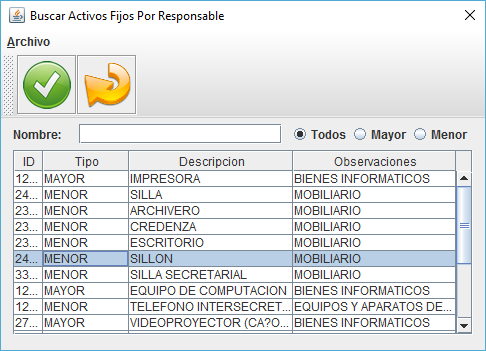 Buscar Activos Fijos Por Responsable
Archivo
Nombre: Todos Mayor Menor
ID Tipo Descripcion Observaciones
12... MAYOR IMPRESORA BIENES INFORMATICOS
24... MENOR SILLA MOBILIARIO
23... MENOR ARCHIVERO MOBILIARIO
23... MENOR CREDENZA MOBILIARIO
23... MENOR ESCRITORIO MOBILIARIO
24... MENOR SILLON MOBILIARIO
33... MENOR SILLA SECRETARIAL MOBILIARIO
12... MAYOR EQUIPO DE COMPUTACION BIENES INFORMATICOS
12... MENOR TELEFONO INTERSECRET... EQUIPOS Y APARATOS DE...
27... MAYOR VIDEOPROYECTOR (CA?O... BIENES INFORMATICOS